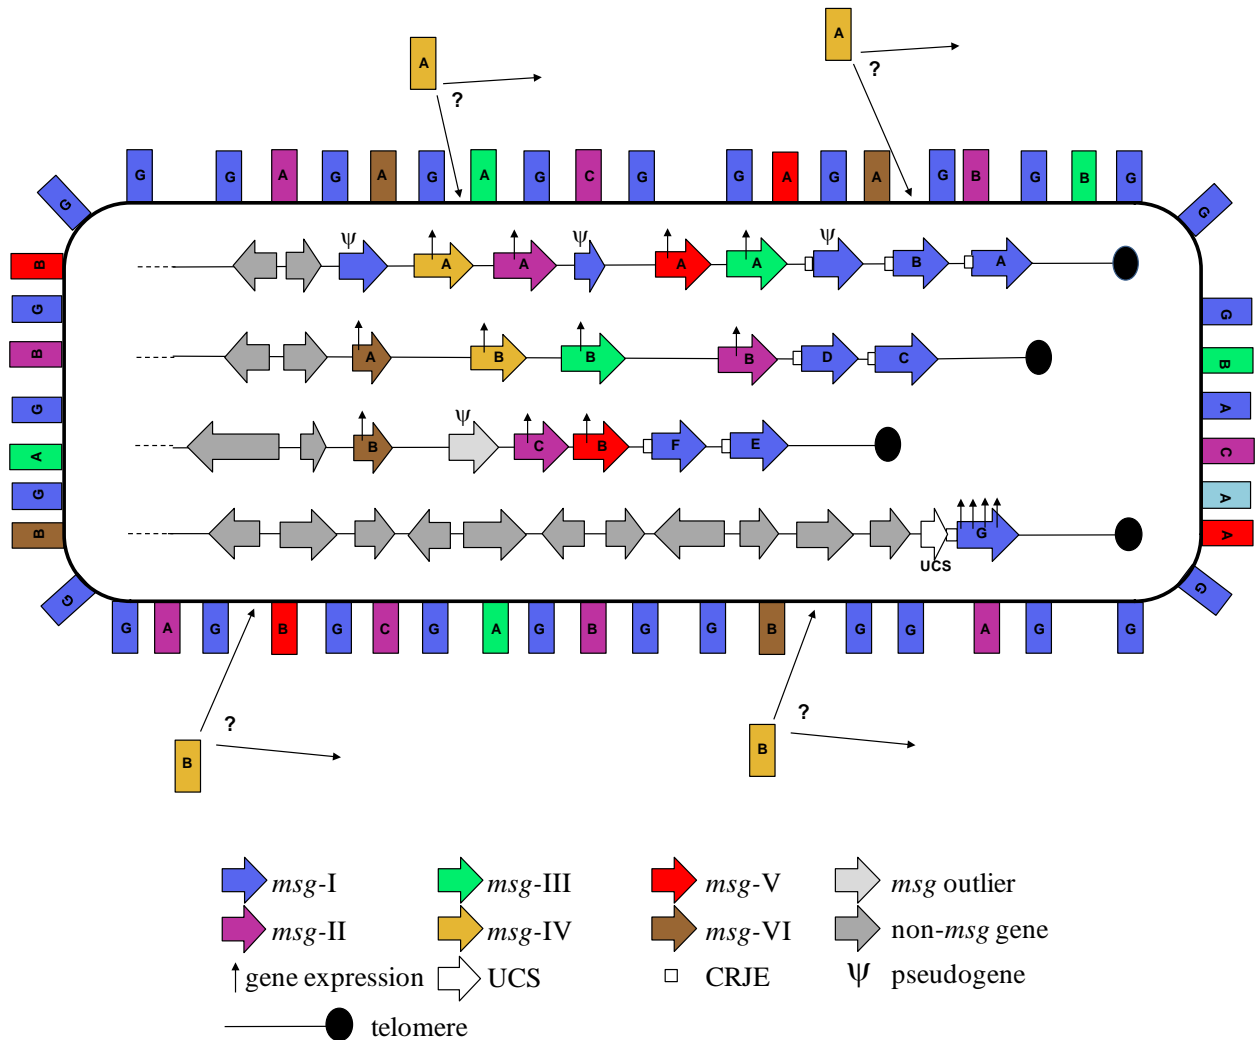 A A
? ?
G G A G A G A G C G G A G A G B G B G
G G
ψ ψ ψ
A A A A B A
B G B G A G B
G B A C A A
A B B B D C
ψ
B C B F E
G
UCS
G G
G A G B G C G A G B G G B G G A G G
? ?
B B
msg-I msg-III msg-V msg outlier
msg-II msg-IV msg-VI non-msg gene
gene expression UCS CRJE ψ pseudogene
telomere